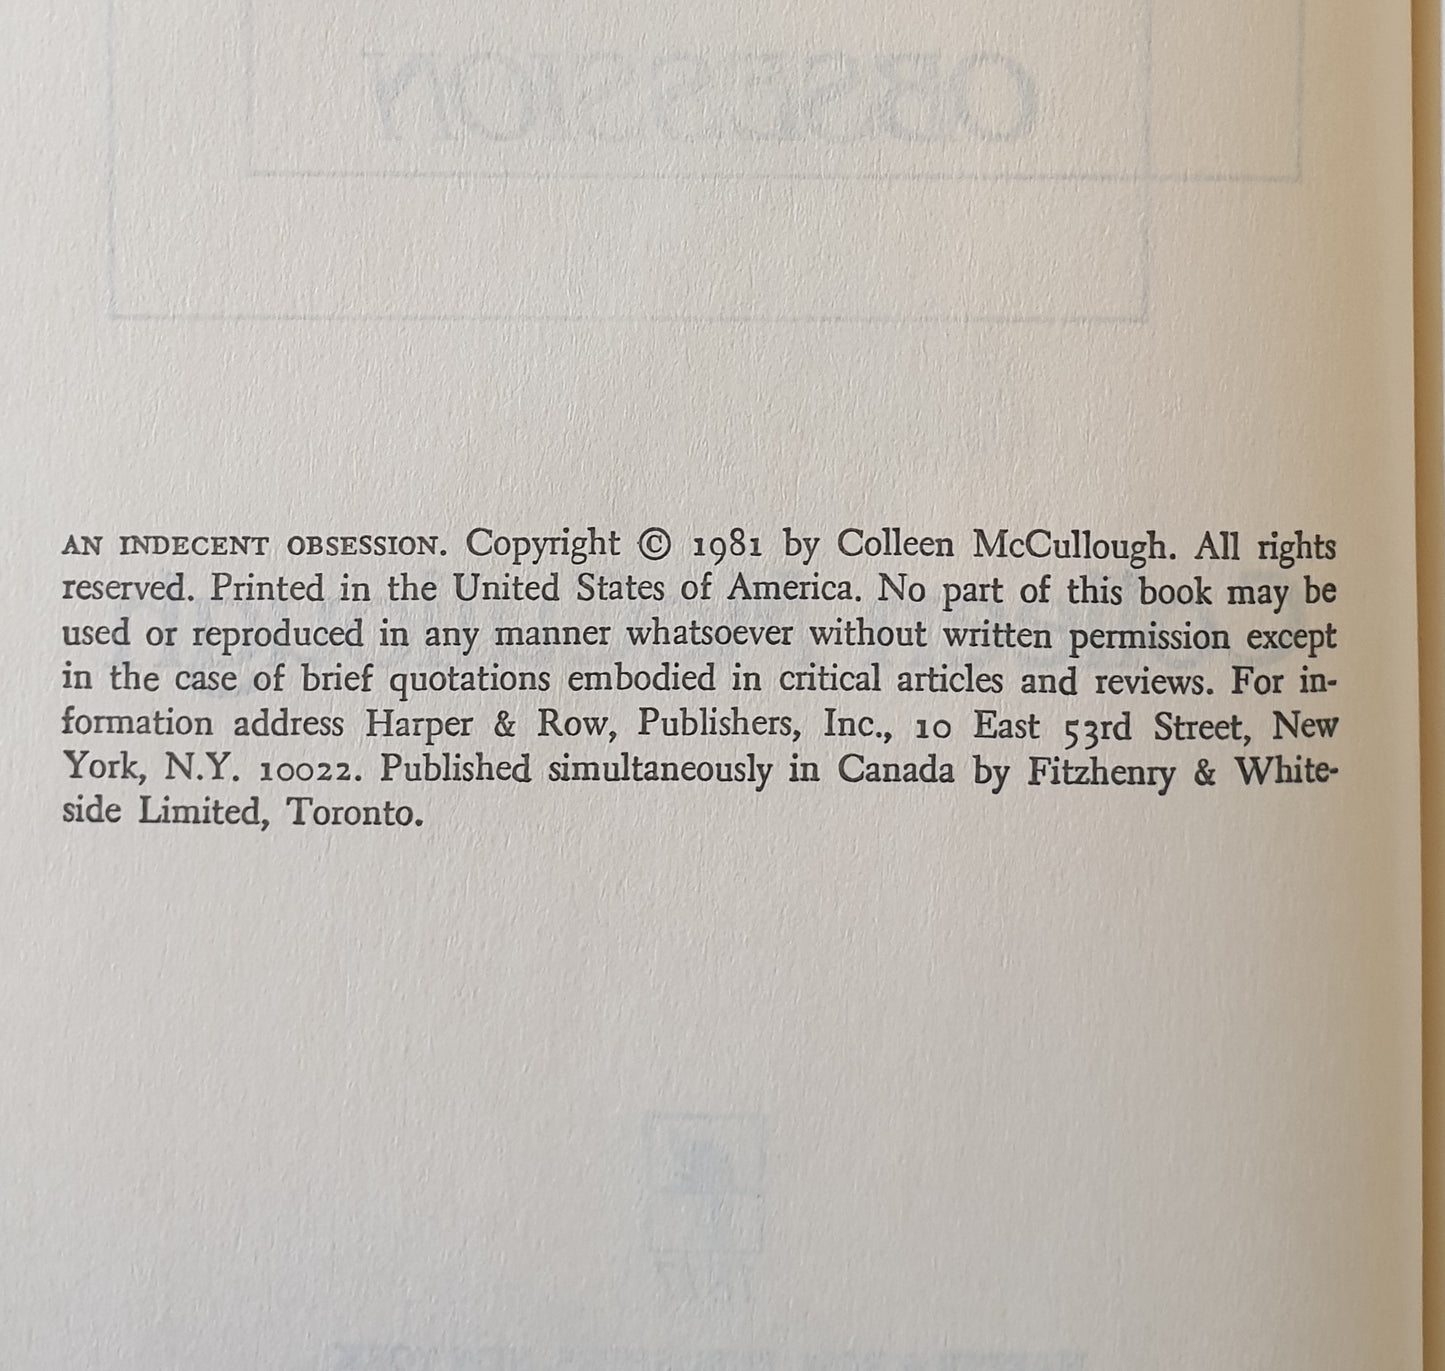 OBSESSION
AN INDECENT OBSESSION. Copyright © 1981 by Colleen McCullough. All rights
reserved. Printed in the United States of America. No part of this book may be
used or reproduced in any manner whatsoever without written permission except
in the case of brief quotations embodied in critical articles and reviews. For in-
formation address Harper & Row, Publishers, Inc., 10 East 53rd Street, New
York, N.Y. 10022. Published simultaneously in Canada by Fitzhenry & White-
side Limited, Toronto.
1817